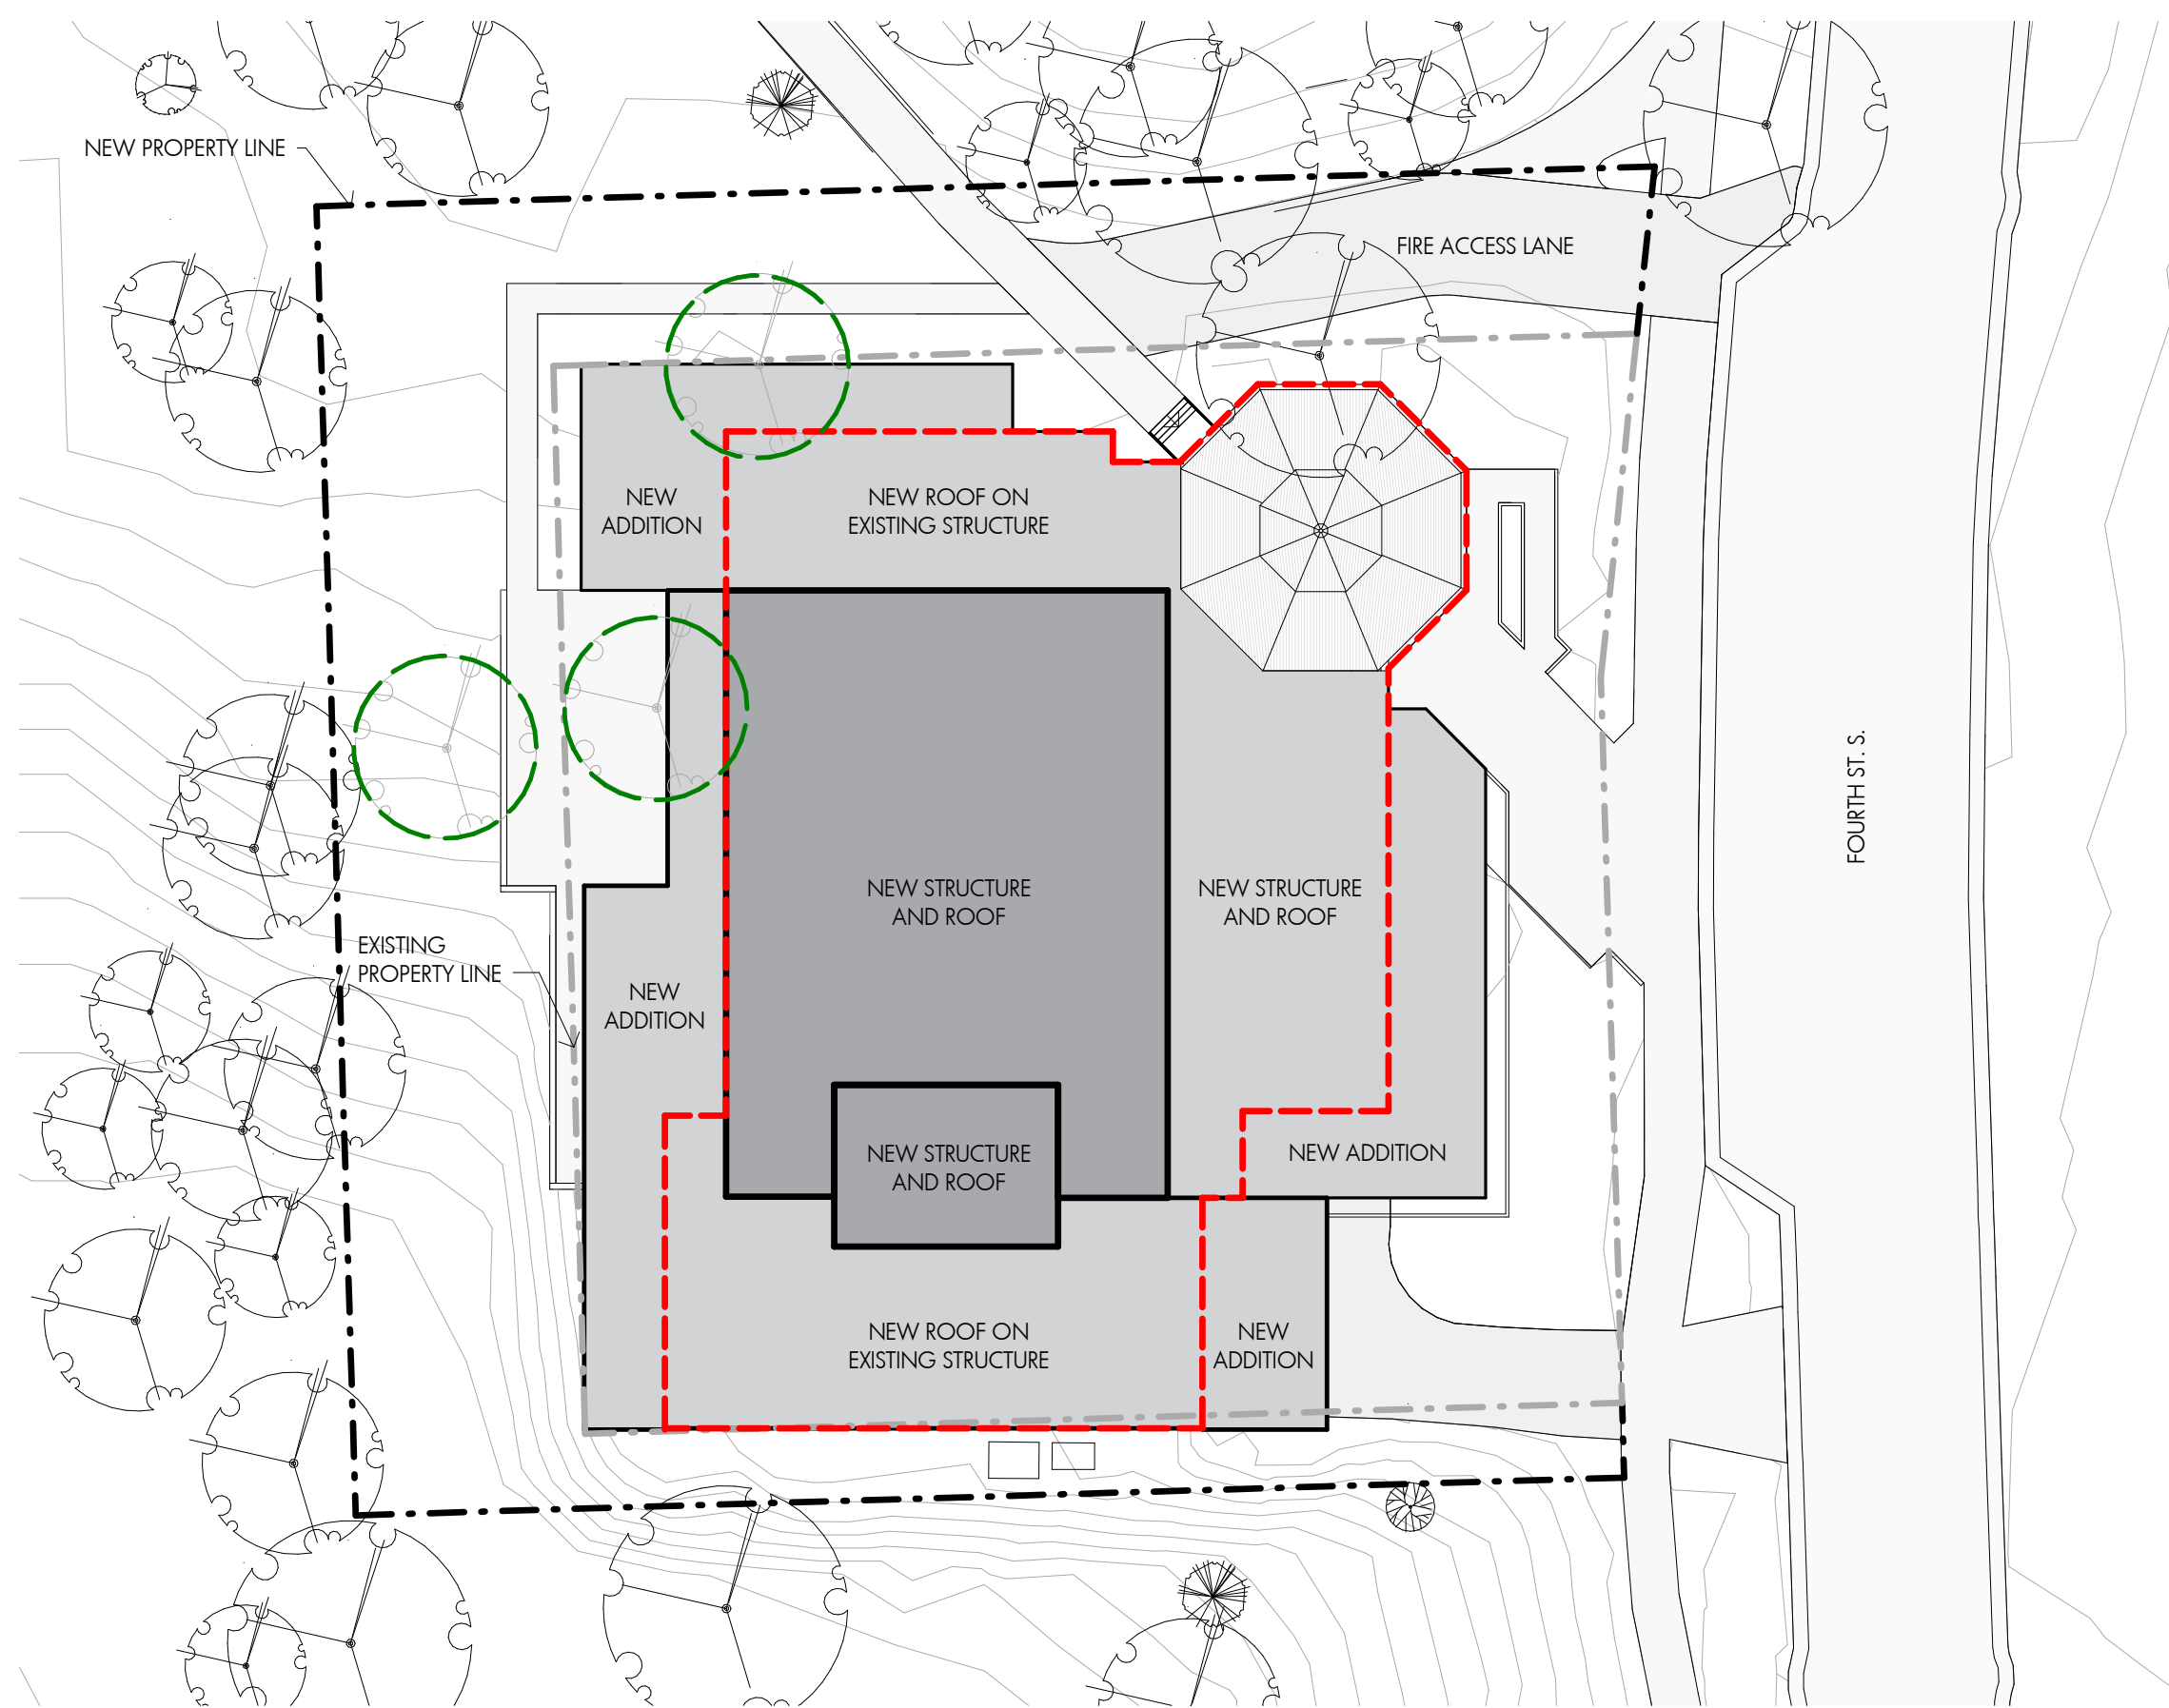 NEW PROPERTY LINE
FIRE ACCESS LANE
NEW
ADDITION
NEW ROOF ON
EXISTING STRUCTURE
FOURTH ST. S.
NEW STRUCTURE
AND ROOF
NEW STRUCTURE
AND ROOF
EXISTING
PROPERTY LINE
NEW
ADDITION
NEW STRUCTURE
AND ROOF
NEW ADDITION
NEW ROOF ON
EXISTING STRUCTURE
NEW
ADDITION